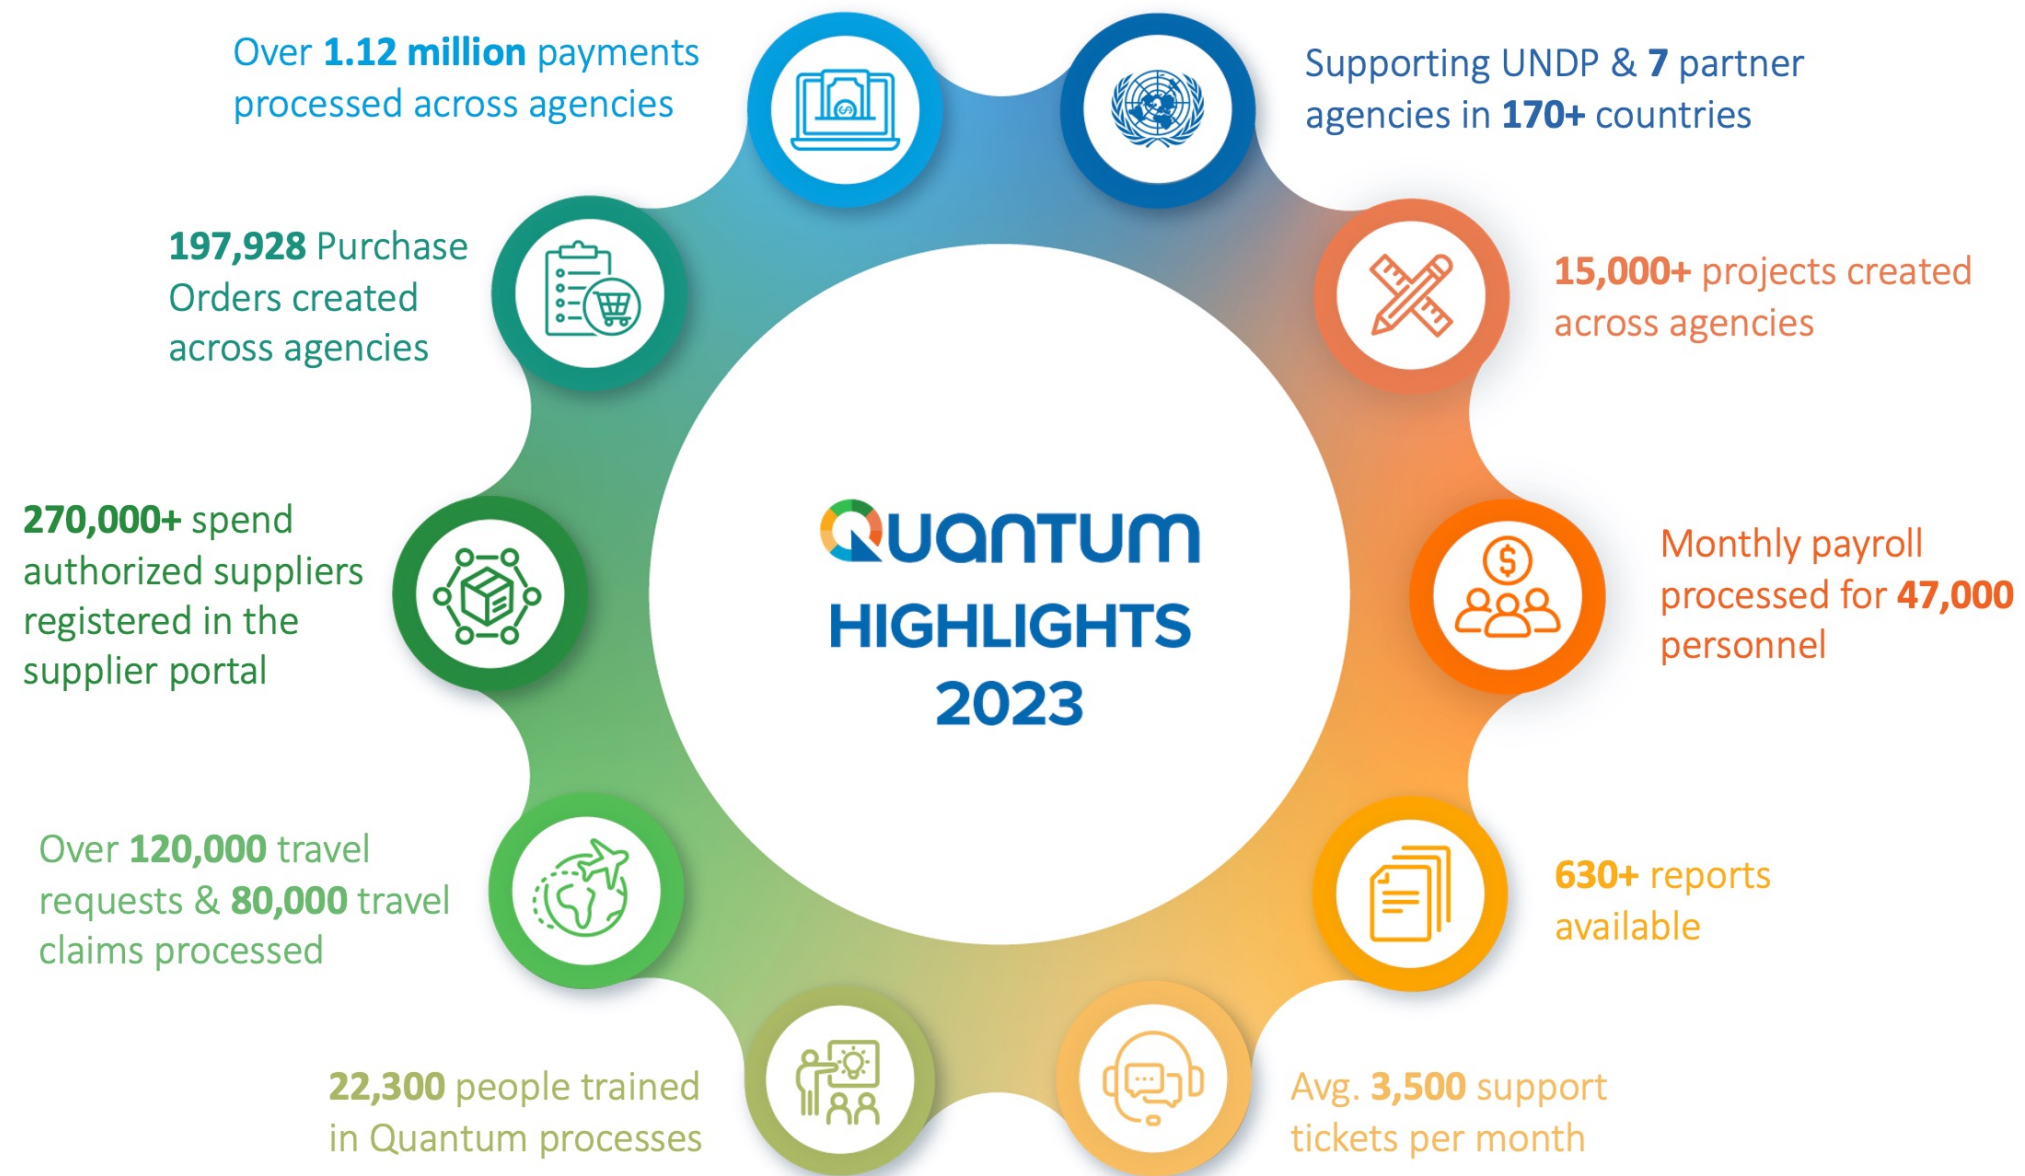 Over 1.12 million payments
processed across agencies
Supporting UNDP & 7 partner
agencies in 170+ countries
197,928 Purchase
Orders created
across agencies
15,000+ projects created
across agencies
270,000+ spend
authorized suppliers
registered in the
supplier portal
QUANTUM
HIGHLIGHTS
2023
Monthly payroll
processed for 47,000
personnel
Over 120,000 travel
requests & 80,000 travel
claims processed
630+ reports
available
22,300 people trained
in Quantum processes
Avg. 3,500 support
tickets per month